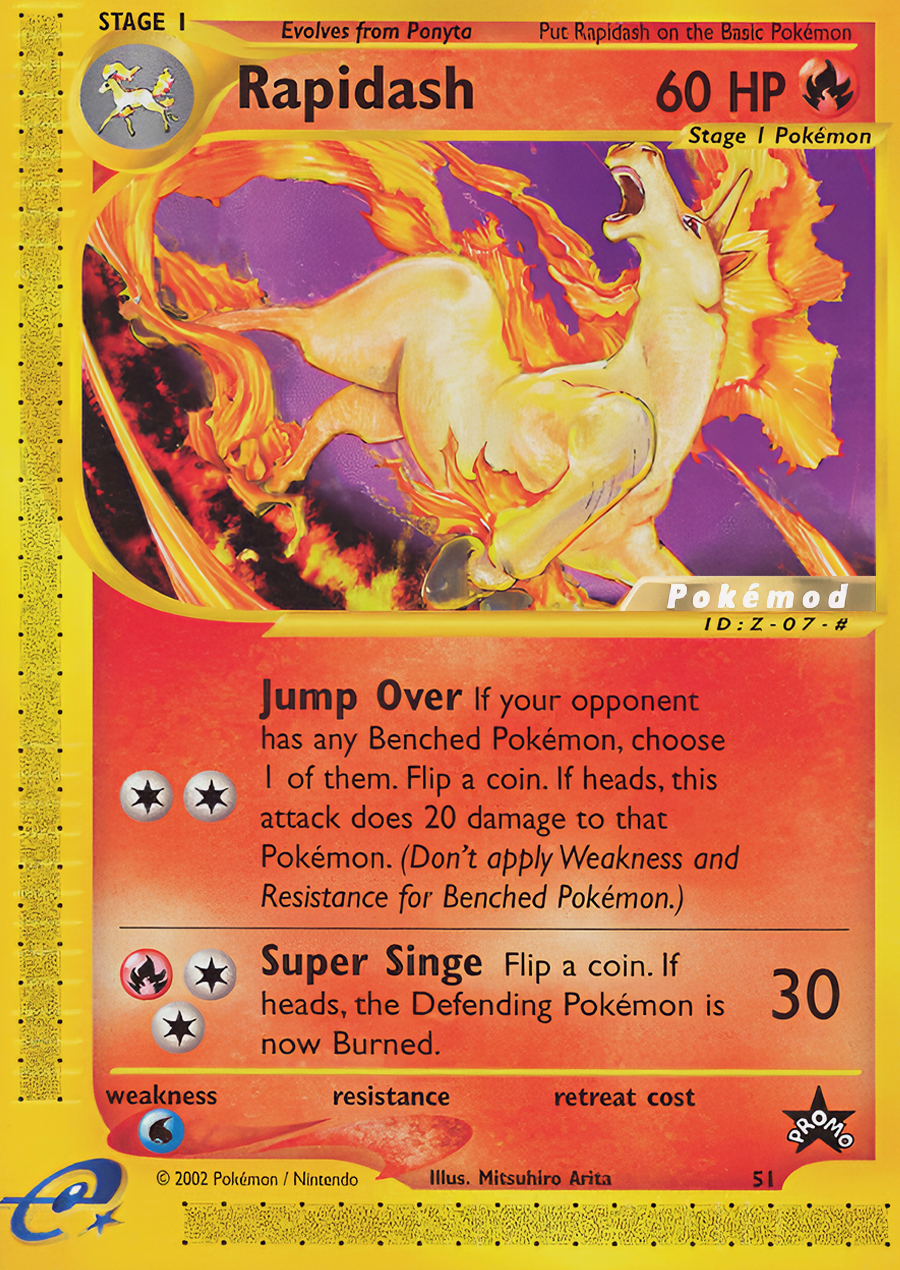 STAGE 1
Evolves from Ponyta
Put Rapidash on the Basic Pokémon
Rapidash
60 HP
Stage 1 Pokémon
Pokémod
ID:Z-07-#
Jump Over If your opponent
has any Benched Pokémon, choose
1 of them. Flip a coin. If heads, this
attack does 20 damage to that
Pokémon. (Don't apply Weakness and
Resistance for Benched Pokémon.)
Super Singe Flip a coin. If
heads, the Defending Pokémon is
now Burned.
30
weakness
resistance
retreat cost
PROMO
© 2002 Pokémon / Nintendo
Illus. Mitsuhiro Arita
51
e